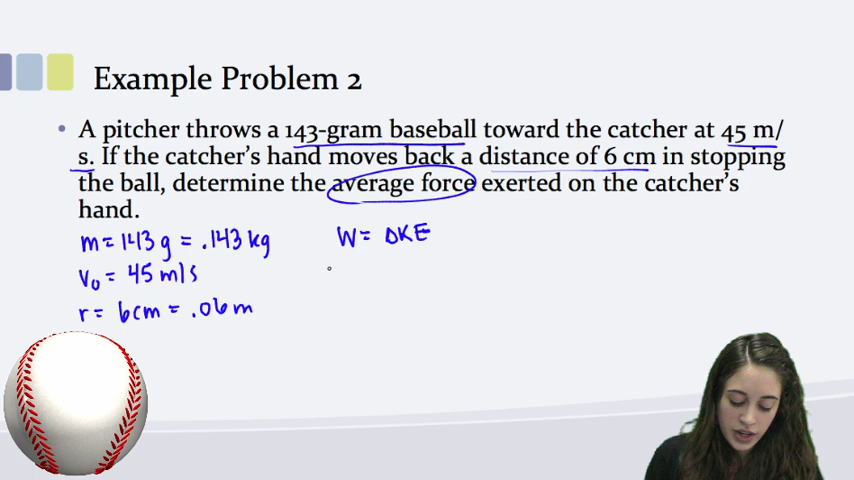 Example Problem 2
• A pitcher throws a 143-gram baseball toward the catcher at 45 m/
s. If the catcher's hand moves back a distance of 6 cm in stopping
the ball, determine the average force exerted on the catcher's
hand.
m = 143 g = .143 kg
W = ΔKE
v₀ = 45 m/s
r = 6cm = .06 m